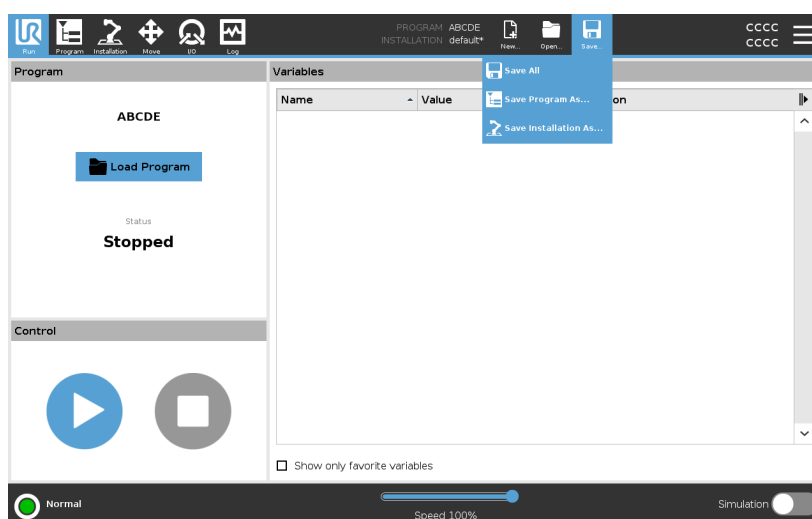 UR
Run
Program
Installation
Move
I/O
Log
PROGRAM ABCDE
INSTALLATION default*
New...
Open...
Save...
CCCC
CCCC
Save All
Save Program As...
Save Installation As...
Program
ABCDE
Load Program
Status
Stopped
Control
Variables
Name
Value
on
Show only favorite variables
Normal
Speed 100%
Simulation